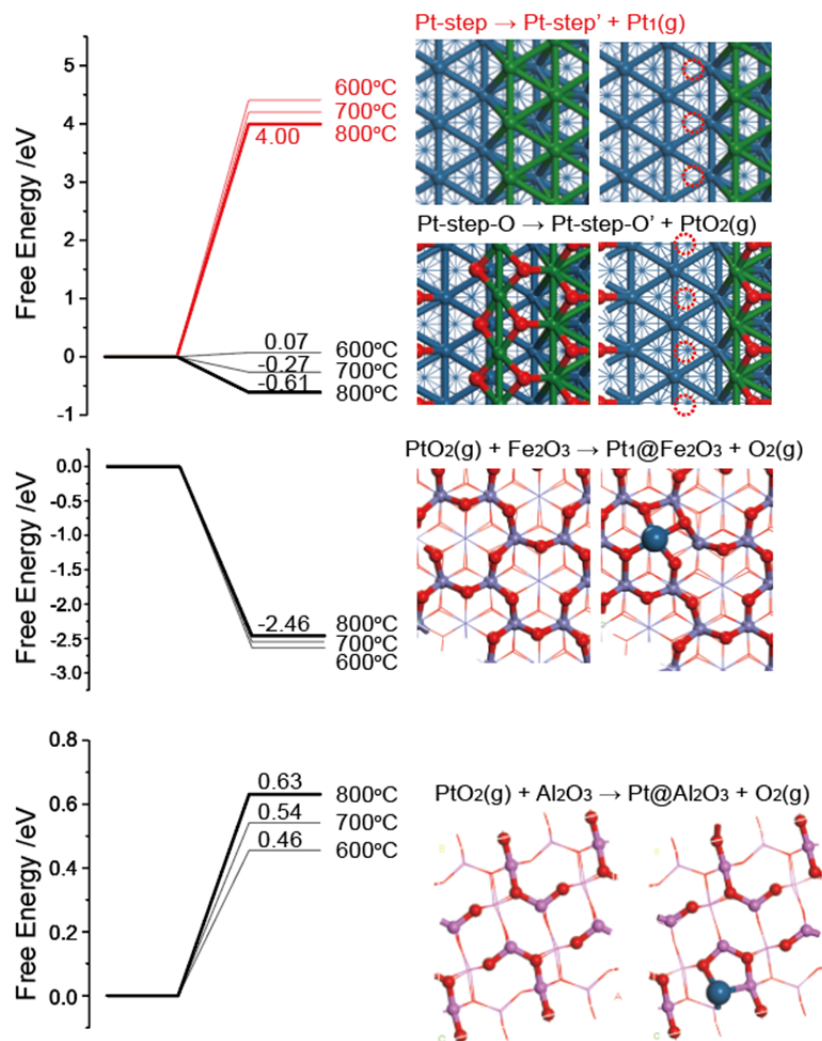 Pt-step → Pt-step’ + Pt₁(g)
5
4
3
2
1
0
-1
Free Energy /eV
600ºC
700ºC
4.00
800ºC
Pt-step-O → Pt-step-O’ + PtO₂(g)
0.07
600ºC
-0.27
700ºC
-0.61
800ºC
PtO₂(g) + Fe₂O₃ → Pt₁@Fe₂O₃ + O₂(g)
0.0
-0.5
-1.0
-1.5
-2.0
-2.5
-3.0
Free Energy /eV
-2.46
800ºC
700ºC
600ºC
PtO₂(g) + Al₂O₃ → Pt@Al₂O₃ + O₂(g)
0.8
0.6
0.4
0.2
0.0
Free Energy /eV
0.63
800ºC
0.54
700ºC
0.46
600ºC